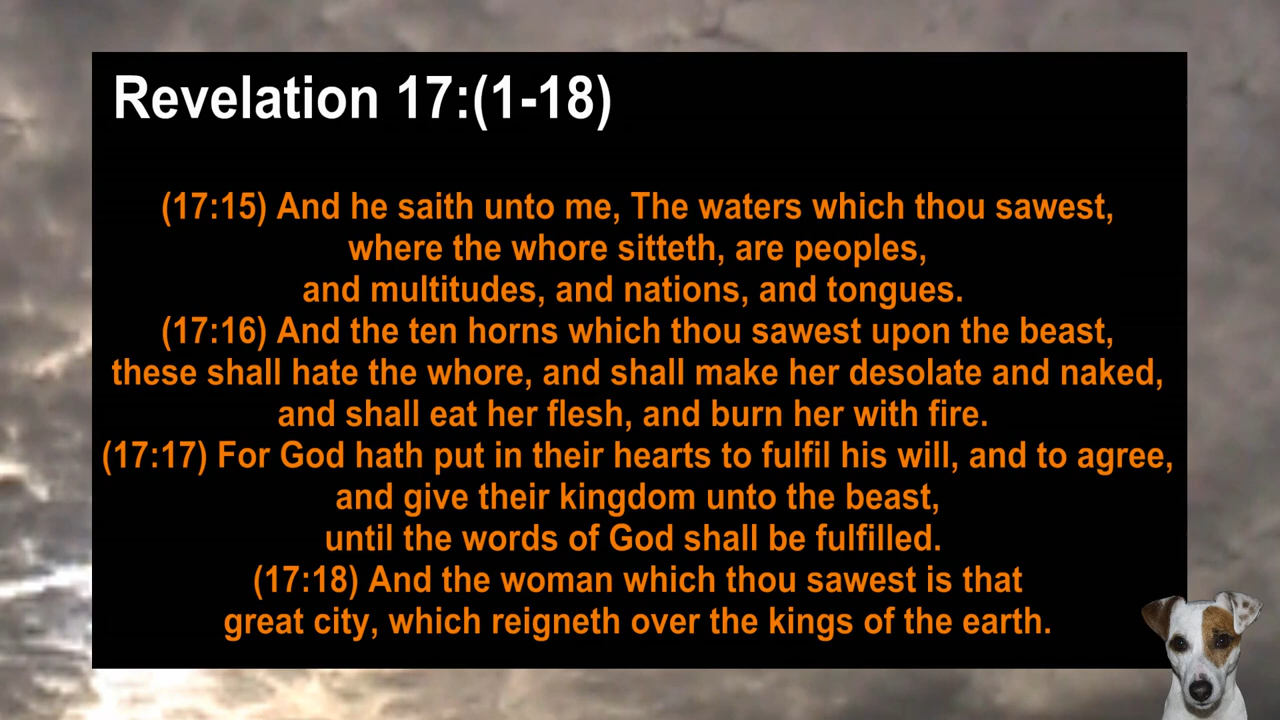 Revelation 17:(1-18)
(17:15) And he saith unto me, The waters which thou sawest,
where the whore sitteth, are peoples,
and multitudes, and nations, and tongues.
(17:16) And the ten horns which thou sawest upon the beast,
these shall hate the whore, and shall make her desolate and naked,
and shall eat her flesh, and burn her with fire.
(17:17) For God hath put in their hearts to fulfil his will, and to agree,
and give their kingdom unto the beast,
until the words of God shall be fulfilled.
(17:18) And the woman which thou sawest is that
great city, which reigneth over the kings of the earth.